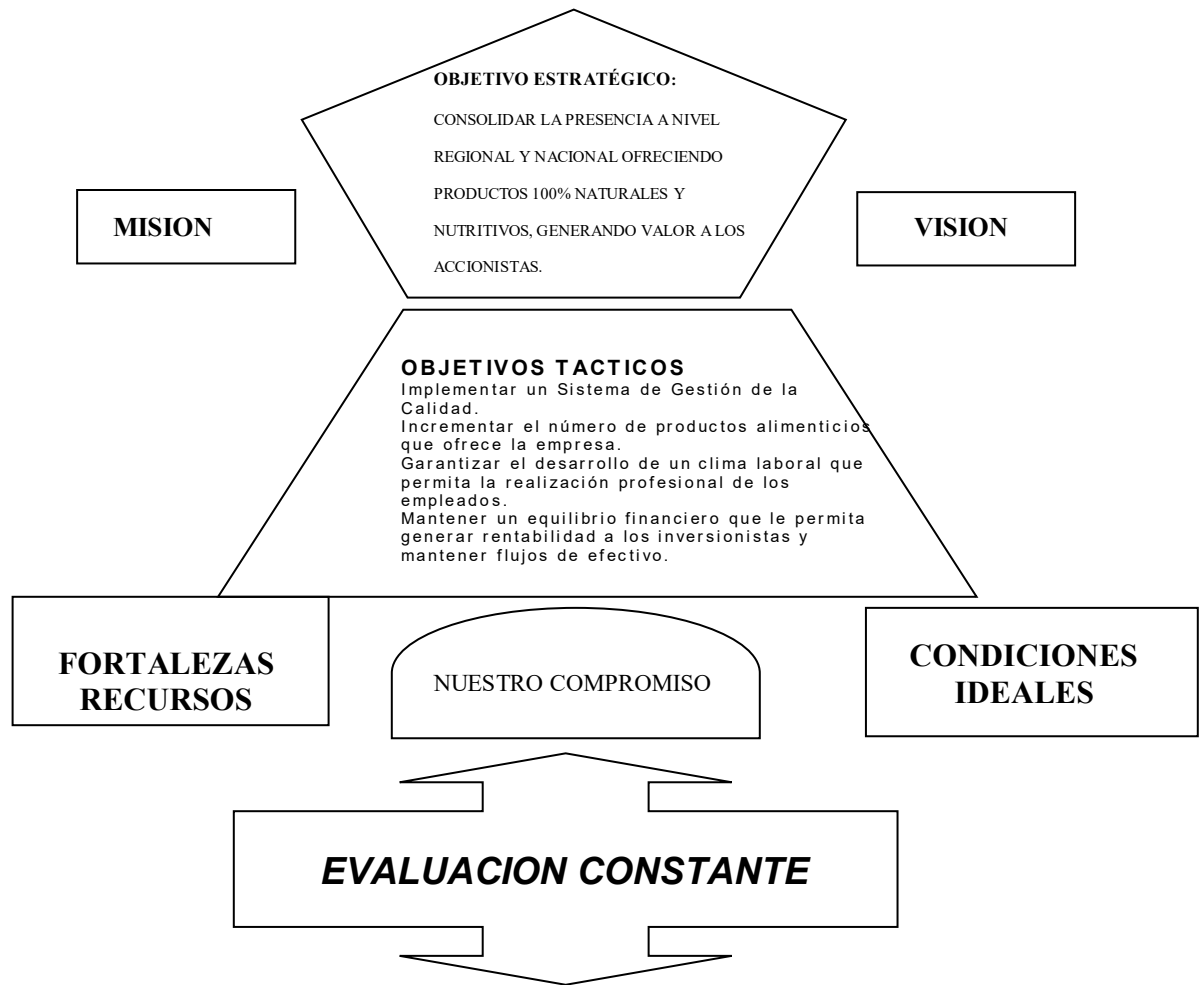 OBJETIVO ESTRATÉGICO:
CONSOLIDAR LA PRESENCIA A NIVEL
REGIONAL Y NACIONAL OFRECIENDO
PRODUCTOS 100% NATURALES Y
NUTRITIVOS, GENERANDO VALOR A LOS
ACCIONISTAS.
MISION
VISION
OBJETIVOS TACTICOS
Implementar un Sistema de Gestión de la
Calidad.
Incrementar el número de productos alimenticios
que ofrece la empresa.
Garantizar el desarrollo de un clima laboral que
permita la realización profesional de los
empleados.
Mantener un equilibrio financiero que le permita
generar rentabilidad a los inversionistas y
mantener flujos de efectivo.
FORTALEZAS
RECURSOS
NUESTRO COMPROMISO
CONDICIONES
IDEALES
EVALUACION CONSTANTE